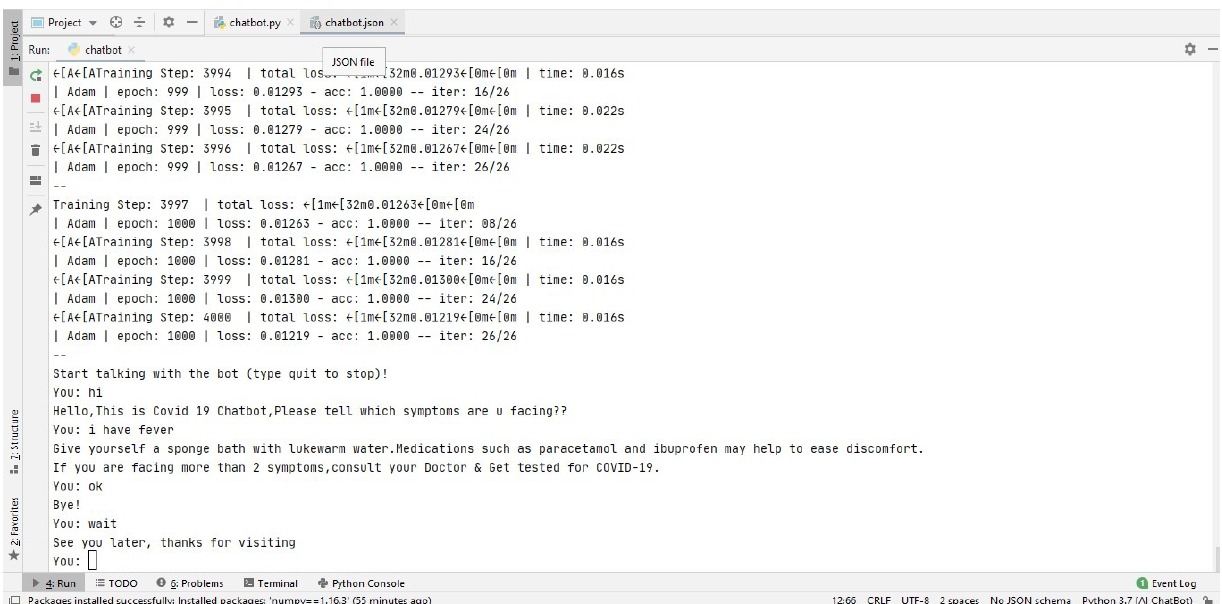 Project
chatbot.py
chatbot.json
1: Project
Run: chatbot
JSON file
←[A←[ATraining Step: 3994 | total loss: ←[1m←[32m0.01293←[0m←[0m | time: 0.016s
| Adam | epoch: 999 | loss: 0.01293 - acc: 1.0000 -- iter: 16/26
←[A←[ATraining Step: 3995 | total loss: ←[1m←[32m0.01279←[0m←[0m | time: 0.022s
| Adam | epoch: 999 | loss: 0.01279 - acc: 1.0000 -- iter: 24/26
←[A←[ATraining Step: 3996 | total loss: ←[1m←[32m0.01267←[0m←[0m | time: 0.022s
| Adam | epoch: 999 | loss: 0.01267 - acc: 1.0000 -- iter: 26/26
--
Training Step: 3997 | total loss: ←[1m←[32m0.01263←[0m←[0m
| Adam | epoch: 1000 | loss: 0.01263 - acc: 1.0000 -- iter: 08/26
←[A←[ATraining Step: 3998 | total loss: ←[1m←[32m0.01281←[0m←[0m | time: 0.016s
| Adam | epoch: 1000 | loss: 0.01281 - acc: 1.0000 -- iter: 16/26
←[A←[ATraining Step: 3999 | total loss: ←[1m←[32m0.01300←[0m←[0m | time: 0.016s
| Adam | epoch: 1000 | loss: 0.01300 - acc: 1.0000 -- iter: 24/26
←[A←[ATraining Step: 4000 | total loss: ←[1m←[32m0.01219←[0m←[0m | time: 0.016s
| Adam | epoch: 1000 | loss: 0.01219 - acc: 1.0000 -- iter: 26/26
--
Start talking with the bot (type quit to stop)!
You: hi
Hello,This is Covid 19 Chatbot,Please tell which symptoms are u facing??
You: i have fever
Give yourself a sponge bath with lukewarm water.Medications such as paracetamol and ibuprofen may help to ease discomfort.
If you are facing more than 2 symptoms,consult your Doctor & Get tested for COVID-19.
You: ok
Bye!
You: wait
See you later, thanks for visiting
You:
7: Structure
2: Favorites
4: Run TODO 6: Problems Terminal Python Console Event Log
Packages installed successfully: Installed packages: 'numpy==1.16.3' (55 minutes ago) 12:66 CRLF UTF-8 2 spaces No JSON schema Python 3.7 (AI ChatBot)